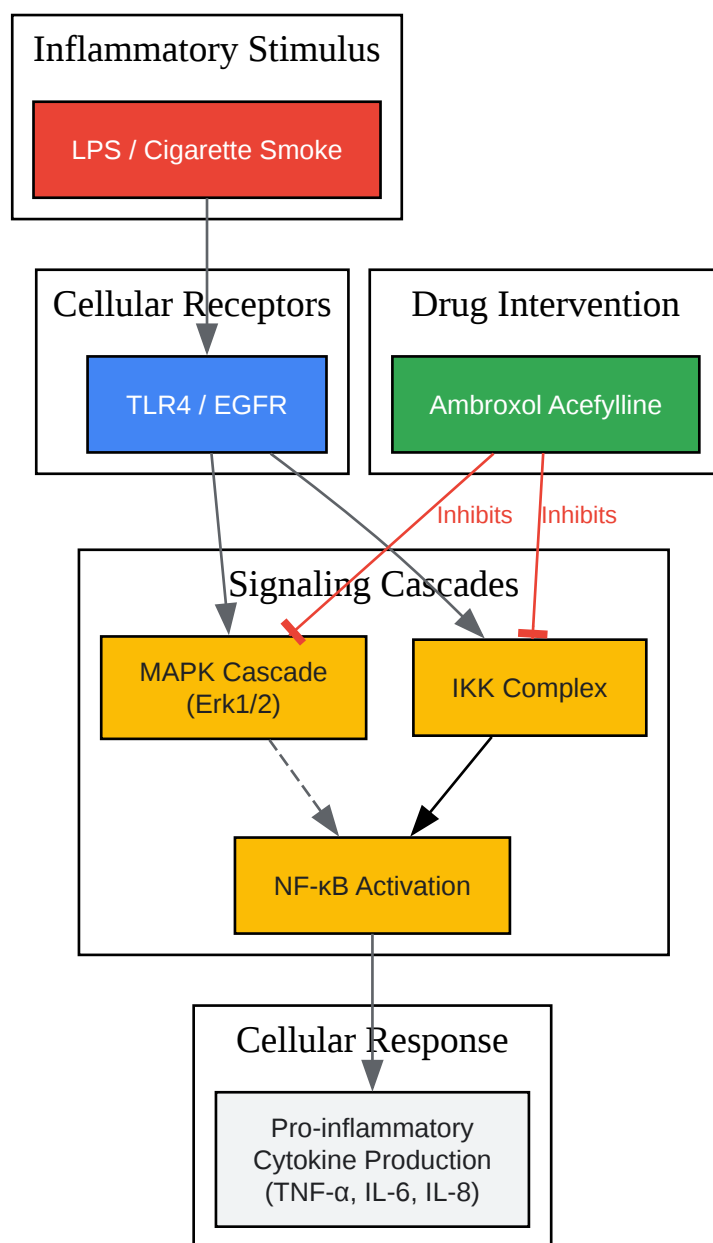 Inflammatory Stimulus
LPS / Cigarette Smoke
Cellular Receptors
TLR4 / EGFR
Drug Intervention
Ambroxol Acefylline
Inhibits
Inhibits
Signaling Cascades
MAPK Cascade
(Erk1/2)
IKK Complex
NF-κB Activation
Cellular Response
Pro-inflammatory
Cytokine Production
(TNF-α, IL-6, IL-8)